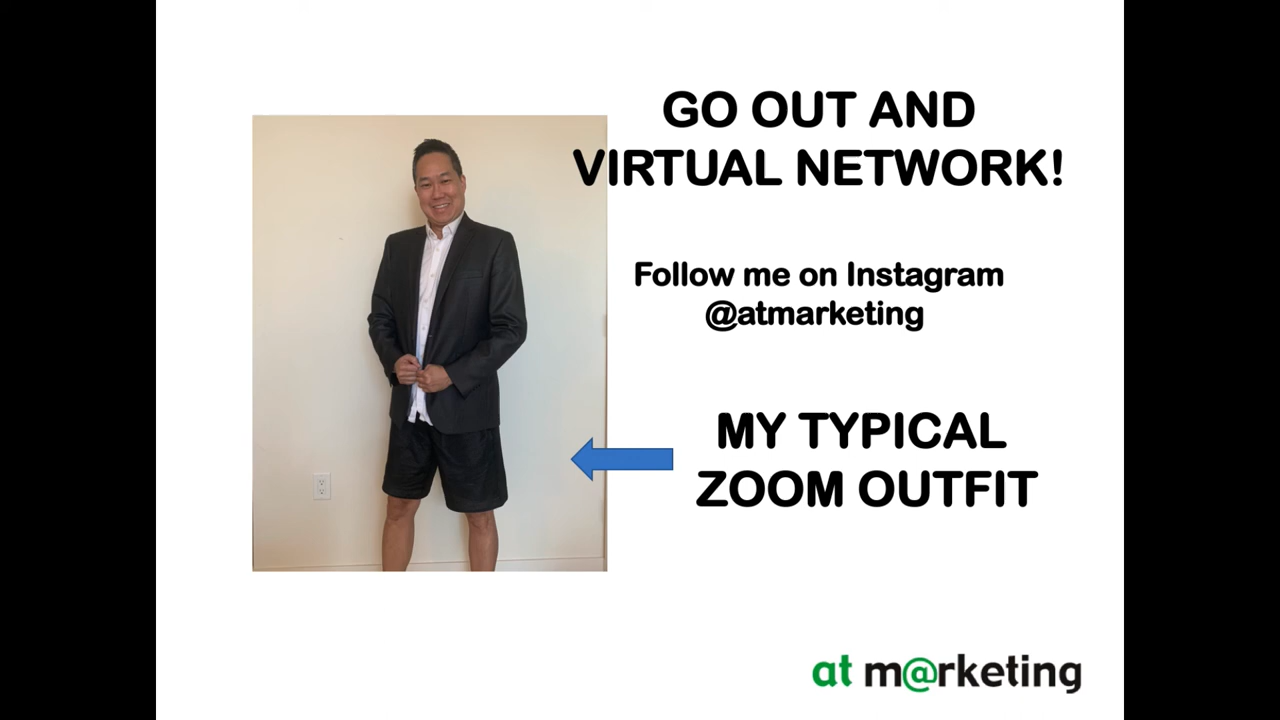 GO OUT AND
VIRTUAL NETWORK!
Follow me on Instagram
@atmarketing
MY TYPICAL
ZOOM OUTFIT
at m@rketing